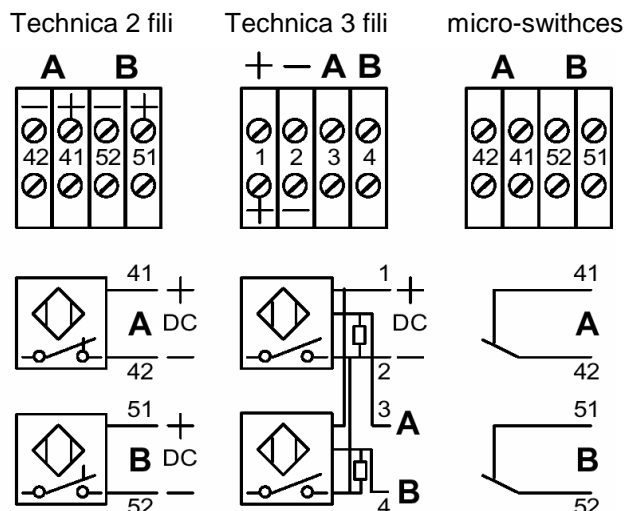 Technica 2 fili Technica 3 fili micro-swithces
A B + — A B A B
— + — +
42 41 52 51 1 2 3 4 42 41 52 51
+ —
41 + 1 + 41
A DC DC A
42 — 2 — 42
51 + 3 A 51
B DC B B
52 — 4 52